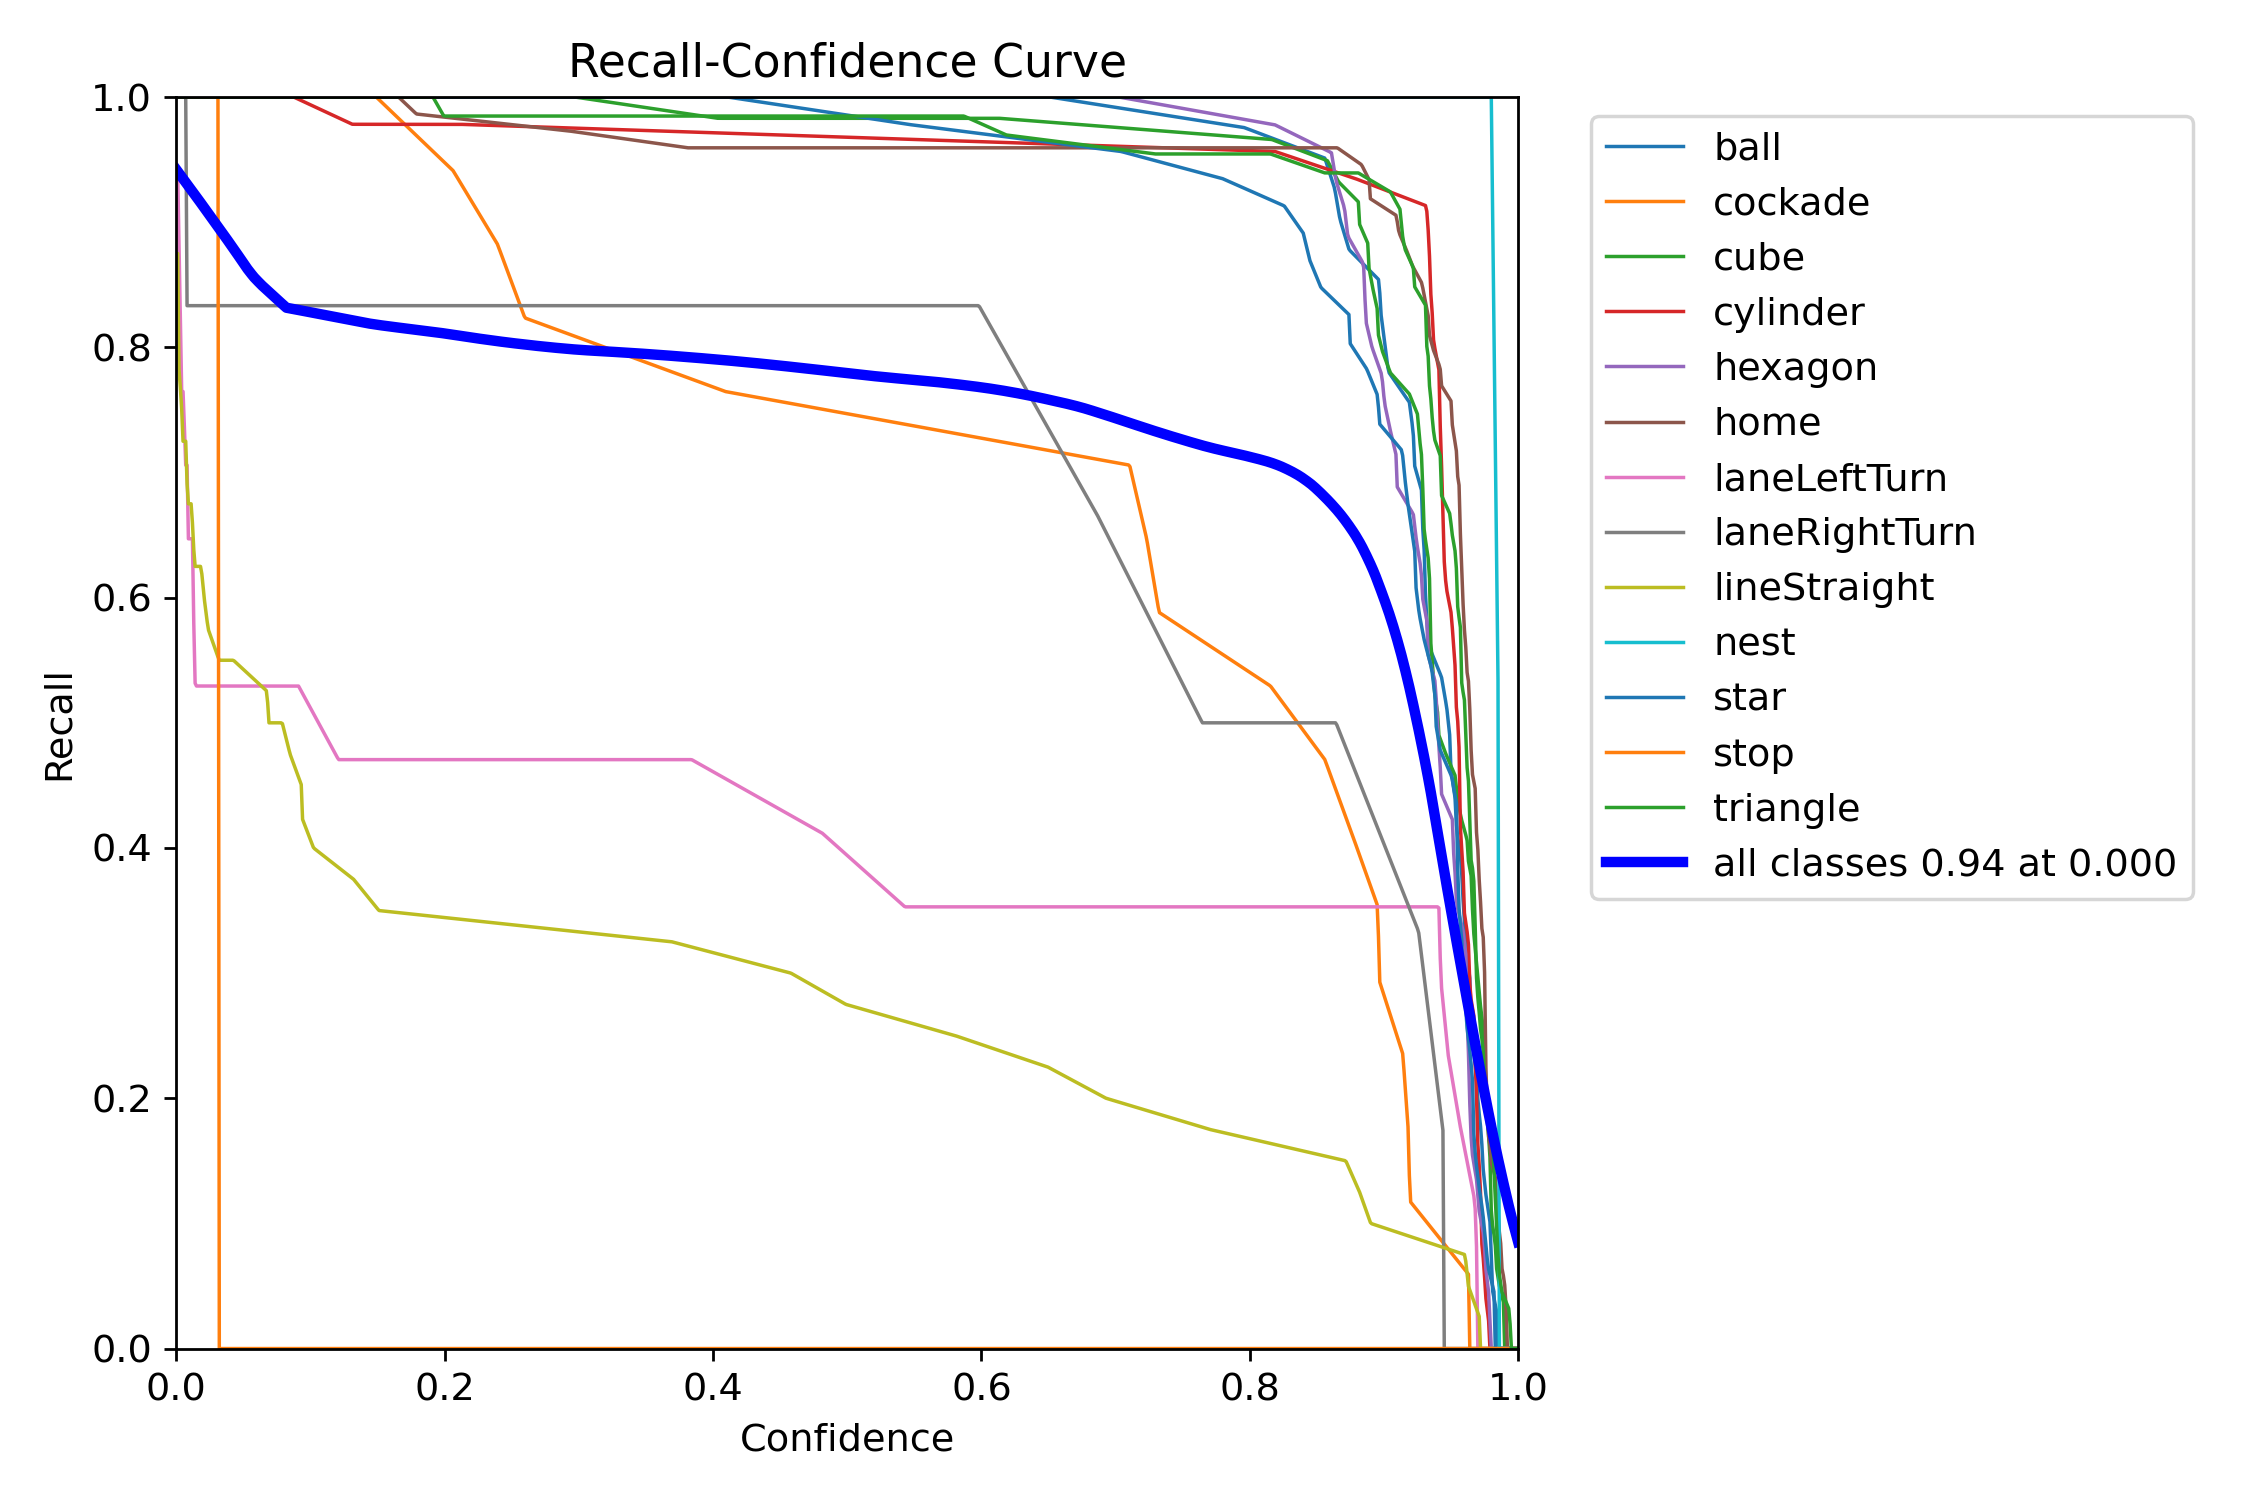 Recall-Confidence Curve
1.0
0.8
0.6
0.4
0.2
0.0
Recall
0.0 0.2 0.4 0.6 0.8 1.0
Confidence
ball
cockade
cube
cylinder
hexagon
home
laneLeftTurn
laneRightTurn
lineStraight
nest
star
stop
triangle
all classes 0.94 at 0.000